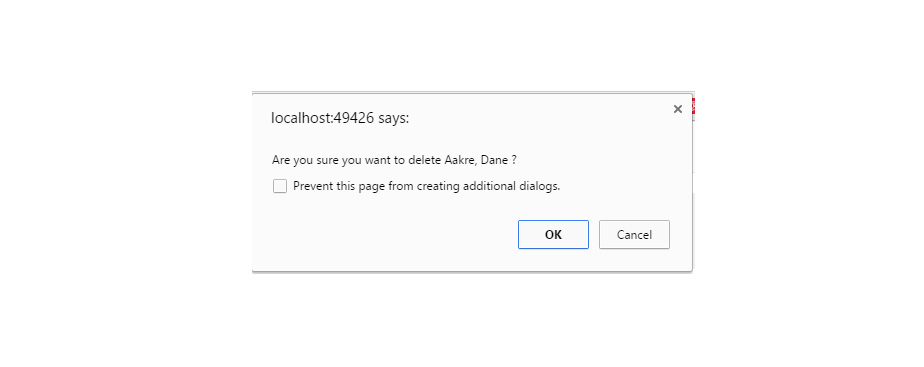 localhost:49426 says:
Are you sure you want to delete Aakre, Dane ?
Prevent this page from creating additional dialogs.
OK
Cancel